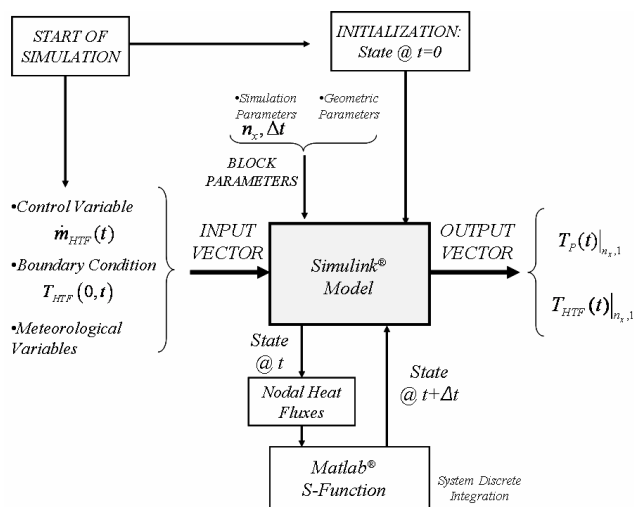 START OF
SIMULATION
INITIALIZATION:
State @ t=0
•Simulation
Parameters
n_x, Δt
•Geometric
Parameters
BLOCK
PARAMETERS
•Control Variable
ṁ_HTF(t)
•Boundary Condition
T_HTF(0,t)
•Meteorological
Variables
INPUT
VECTOR
Simulink®
Model
OUTPUT
VECTOR
T_P(t)|n_x,1
T_HTF(t)|n_x,1
State
@ t
Nodal Heat
Fluxes
State
@ t+Δt
Matlab®
S-Function
System Discrete
Integration